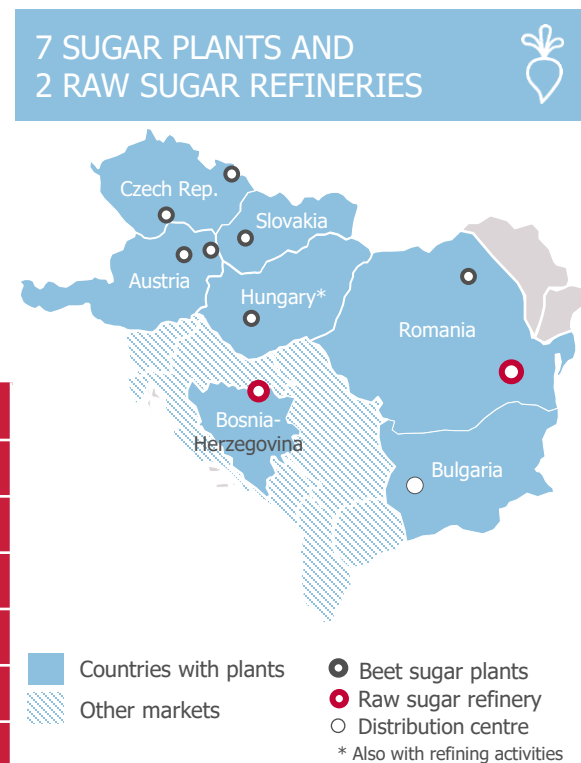 7 SUGAR PLANTS AND
2 RAW SUGAR REFINERIES
Czech Rep.
Slovakia
Austria
Hungary*
Romania
Bosnia-
Herzegovina
Bulgaria
Countries with plants
Other markets
Beet sugar plants
Raw sugar refinery
Distribution centre
* Also with refining activities